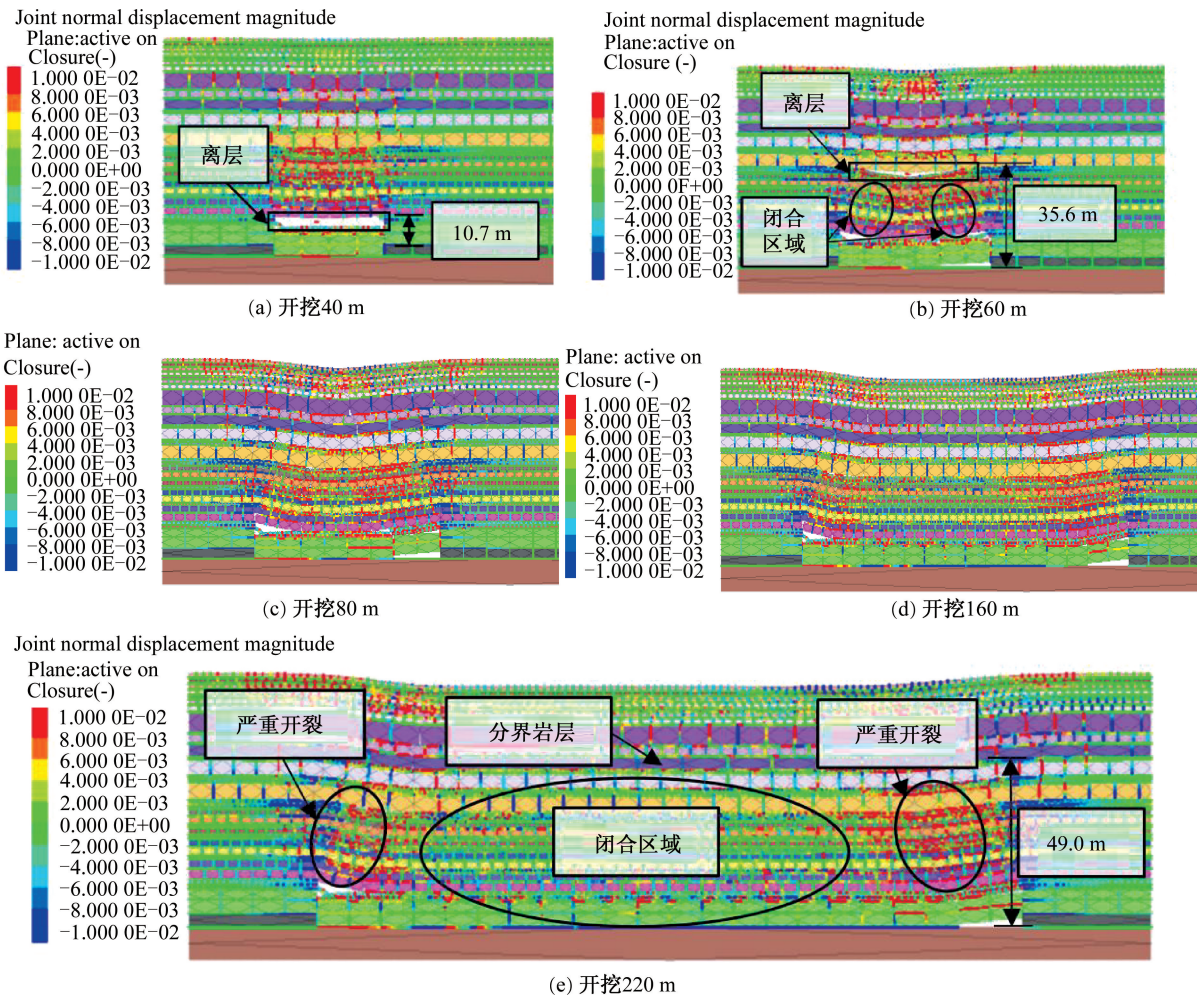 Joint normal displacement magnitude
Plane:active on
Closure(-)
1.000 0E−02
8.000 0E−03
6.000 0E−03
4.000 0E−03
2.000 0E−03
0.000 0E+00
−2.000 0E−03
−4.000 0E−03
−6.000 0E−03
−8.000 0E−03
−1.000 0E−02
离层
10.7 m
(a) 开挖40 m
Joint normal displacement magnitude
Plane:active on
Closure (-)
1.000 0E−02
8.000 0E−03
6.000 0E−03
4.000 0E−03
2.000 0E−03
0.000 0F+00
−2.000 0E−03
−4.000 0E−03
−6.000 0E−03
−8.000 0E−03
−1.000 0E−02
离层
闭合
区域
35.6 m
(b) 开挖60 m
Plane: active on
Closure(-)
1.000 0E−02
8.000 0E−03
6.000 0E−03
4.000 0E−03
2.000 0E−03
0.000 0E+00
−2.000 0E−03
−4.000 0E−03
−6.000 0E−03
−8.000 0E−03
−1.000 0E−02
(c) 开挖80 m
Plane: active on
Closure (-)
1.000 0E−02
8.000 0E−03
6.000 0E−03
4.000 0E−03
2.000 0E−03
0.000 0E+00
−2.000 0E−03
−4.000 0E−03
−6.000 0E−03
−8.000 0E−03
−1.000 0E−02
(d) 开挖160 m
Joint normal displacement magnitude
Plane:active on
Closure(-)
1.000 0E−02
8.000 0E−03
6.000 0E−03
4.000 0E−03
2.000 0E−03
0.000 0E+00
−2.000 0E−03
−4.000 0E−03
−6.000 0E−03
−8.000 0E−03
−1.000 0E−02
严重开裂
分界岩层
严重开裂
闭合区域
49.0 m
(e) 开挖220 m